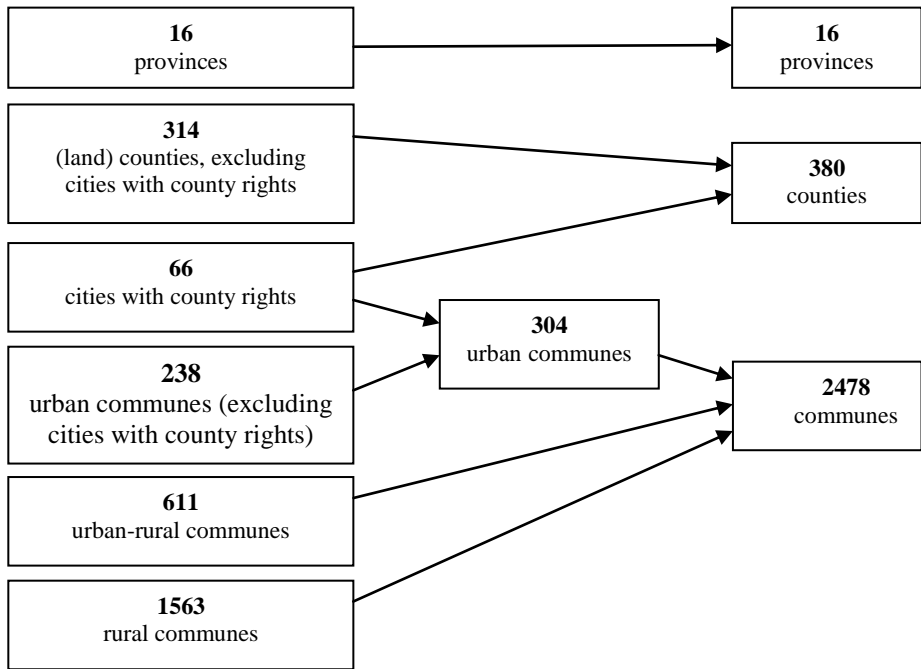 16
provinces
16
provinces
314
(land) counties, excluding
cities with county rights
380
counties
66
cities with county rights
304
urban communes
238
urban communes (excluding
cities with county rights)
2478
communes
611
urban-rural communes
1563
rural communes